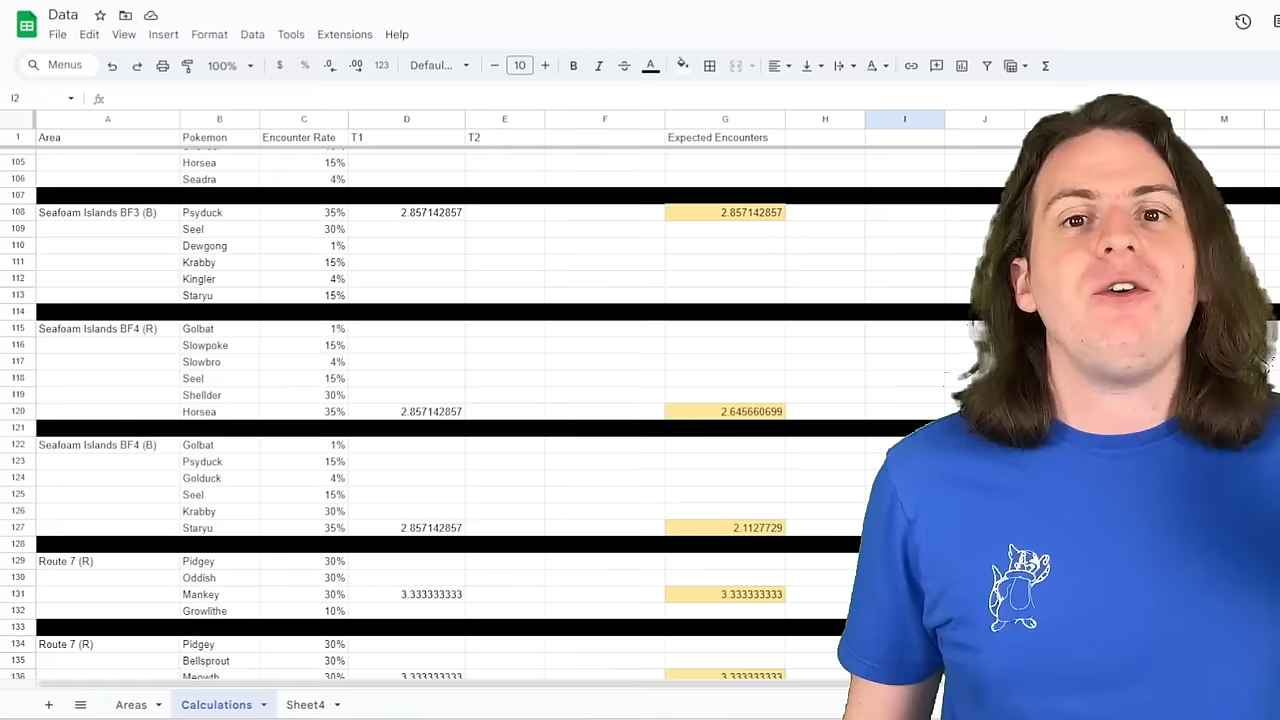 Data
File Edit View Insert Format Data Tools Extensions Help
Menus 100% $ % .0 .00 123 Defaul... 10 B I A Σ
I2 fx
A B C D E F G H I J M
1 Area Pokemon Encounter Rate T1 T2 Expected Encounters
105 Horsea 15%
106 Seadra 4%
107
108 Seafoam Islands BF3 (B) Psyduck 35% 2.857142857 2.857142857
109 Seel 30%
110 Dewgong 1%
111 Krabby 15%
112 Kingler 4%
113 Staryu 15%
114
115 Seafoam Islands BF4 (R) Golbat 1%
116 Slowpoke 15%
117 Slowbro 4%
118 Seel 15%
119 Shellder 30%
120 Horsea 35% 2.857142857 2.645660699
121
122 Seafoam Islands BF4 (B) Golbat 1%
123 Psyduck 15%
124 Golduck 4%
125 Seel 15%
126 Krabby 30%
127 Staryu 35% 2.857142857 2.1127729
128
129 Route 7 (R) Pidgey 30%
130 Oddish 30%
131 Mankey 30% 3.333333333 3.333333333
132 Growlithe 10%
133
134 Route 7 (R) Pidgey 30%
135 Bellsprout 30%
136 Meowth 30% 3.333333333 3.333333333
Areas Calculations Sheet4